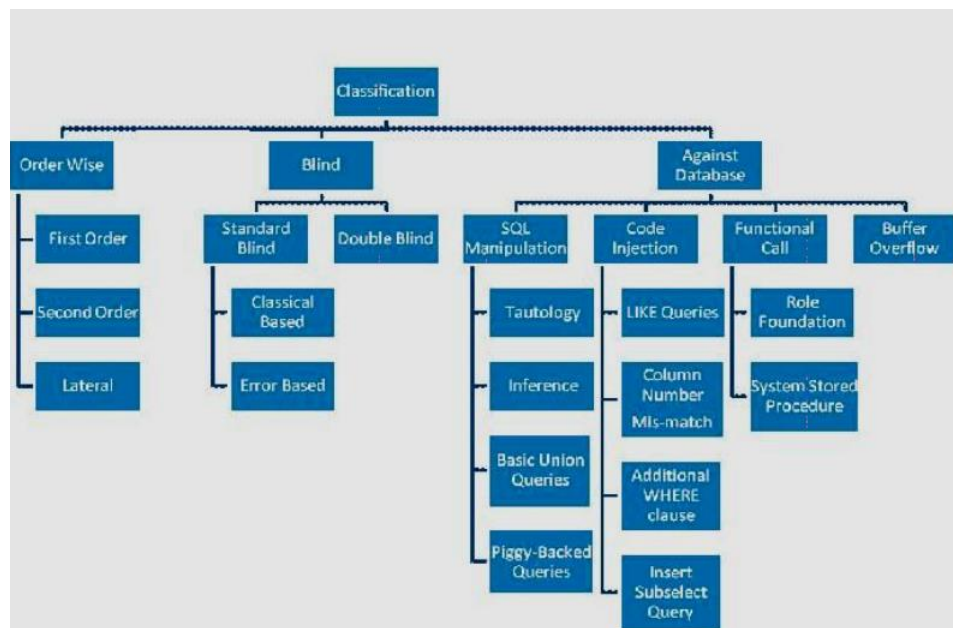 Classification
Order Wise
Blind
Against
Database
First Order
Second Order
Lateral
Standard
Blind
Double Blind
Classical
Based
Error Based
SQL
Manipulation
Code
Injection
Functional
Call
Buffer
Overflow
Tautology
Inference
Basic Union
Queries
Piggy-Backed
Queries
LIKE Queries
Column
Number
Mis-match
Additional
WHERE
clause
Insert
Subselect
Query
Role
Foundation
System Stored
Procedure